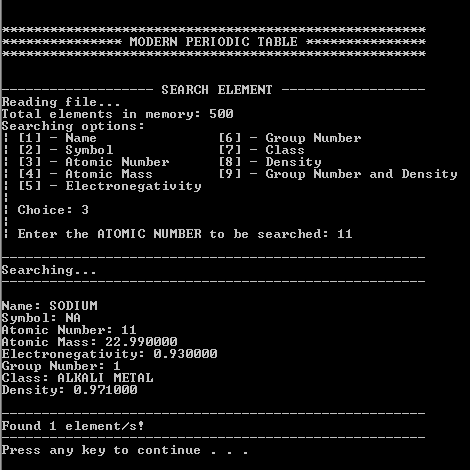 *****************************************************
*************** MODERN PERIODIC TABLE ***************
*****************************************************
------------------- SEARCH ELEMENT ------------------
Reading file...
Total elements in memory: 500
Searching options:
¦ [1] - Name [6] - Group Number
¦ [2] - Symbol [7] - Class
¦ [3] - Atomic Number [8] - Density
¦ [4] - Atomic Mass [9] - Group Number and Density
¦ [5] - Electronegativity
¦
¦ Choice: 3
¦
¦ Enter the ATOMIC NUMBER to be searched: 11
-----------------------------------------------------
Searching...
-----------------------------------------------------
Name: SODIUM
Symbol: NA
Atomic Number: 11
Atomic Mass: 22.990000
Electronegativity: 0.930000
Group Number: 1
Class: ALKALI METAL
Density: 0.971000
-----------------------------------------------------
Found 1 element/s!
-----------------------------------------------------
Press any key to continue . . .